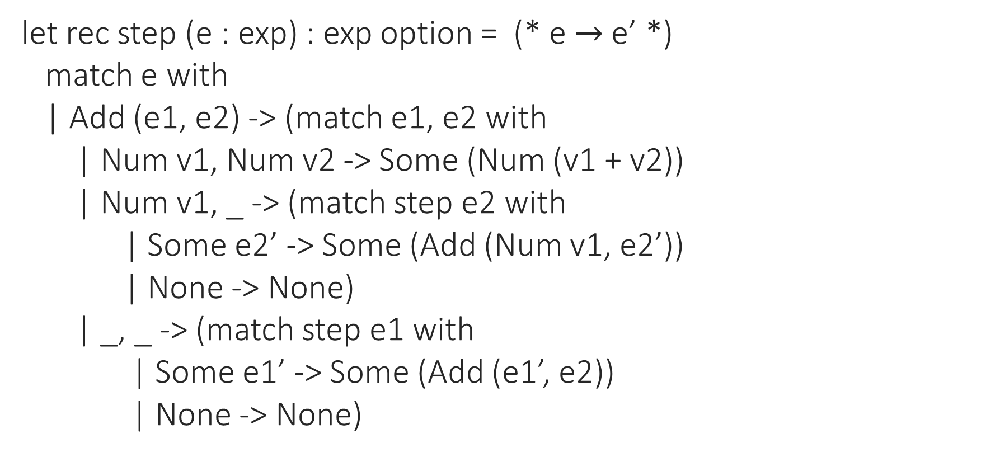 let rec step (e : exp) : exp option =  (* e → e’ *)
match e with
| Add (e1, e2) -> (match e1, e2 with
| Num v1, Num v2 -> Some (Num (v1 + v2))
| Num v1, _ -> (match step e2 with
| Some e2’ -> Some (Add (Num v1, e2’))
| None -> None)
| _, _ -> (match step e1 with
| Some e1’ -> Some (Add (e1’, e2))
| None -> None)